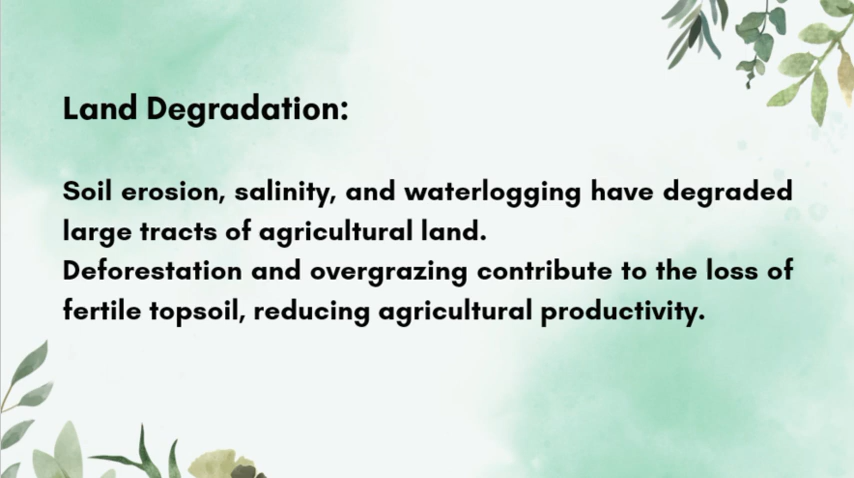 Land Degradation:
Soil erosion, salinity, and waterlogging have degraded
large tracts of agricultural land.
Deforestation and overgrazing contribute to the loss of
fertile topsoil, reducing agricultural productivity.